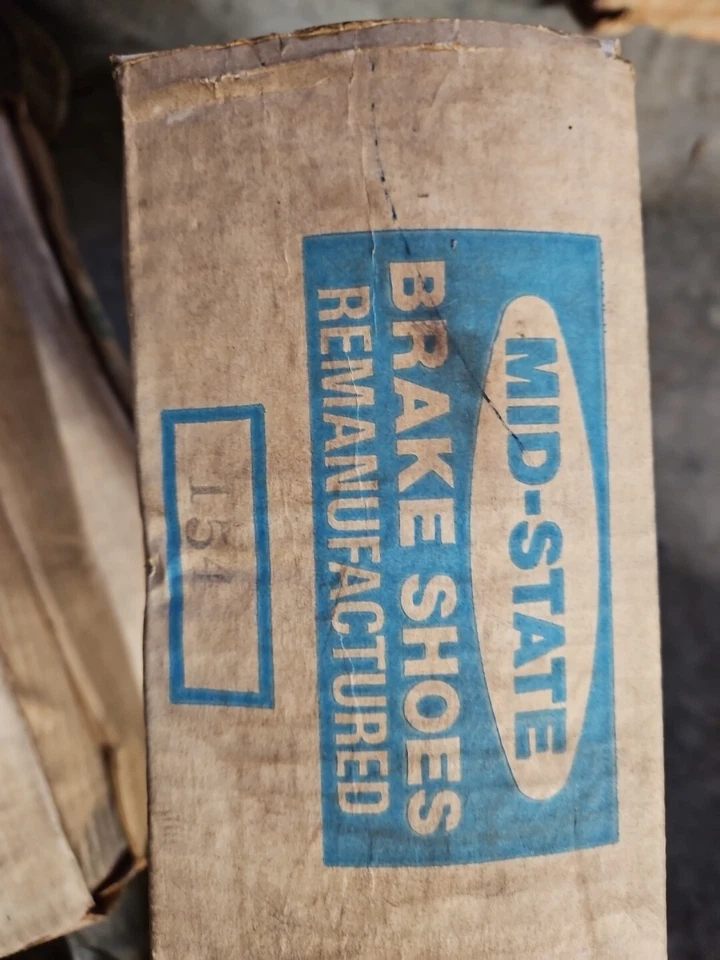 MID-STATE
BRAKE SHOES
REMANUFACTURED
154